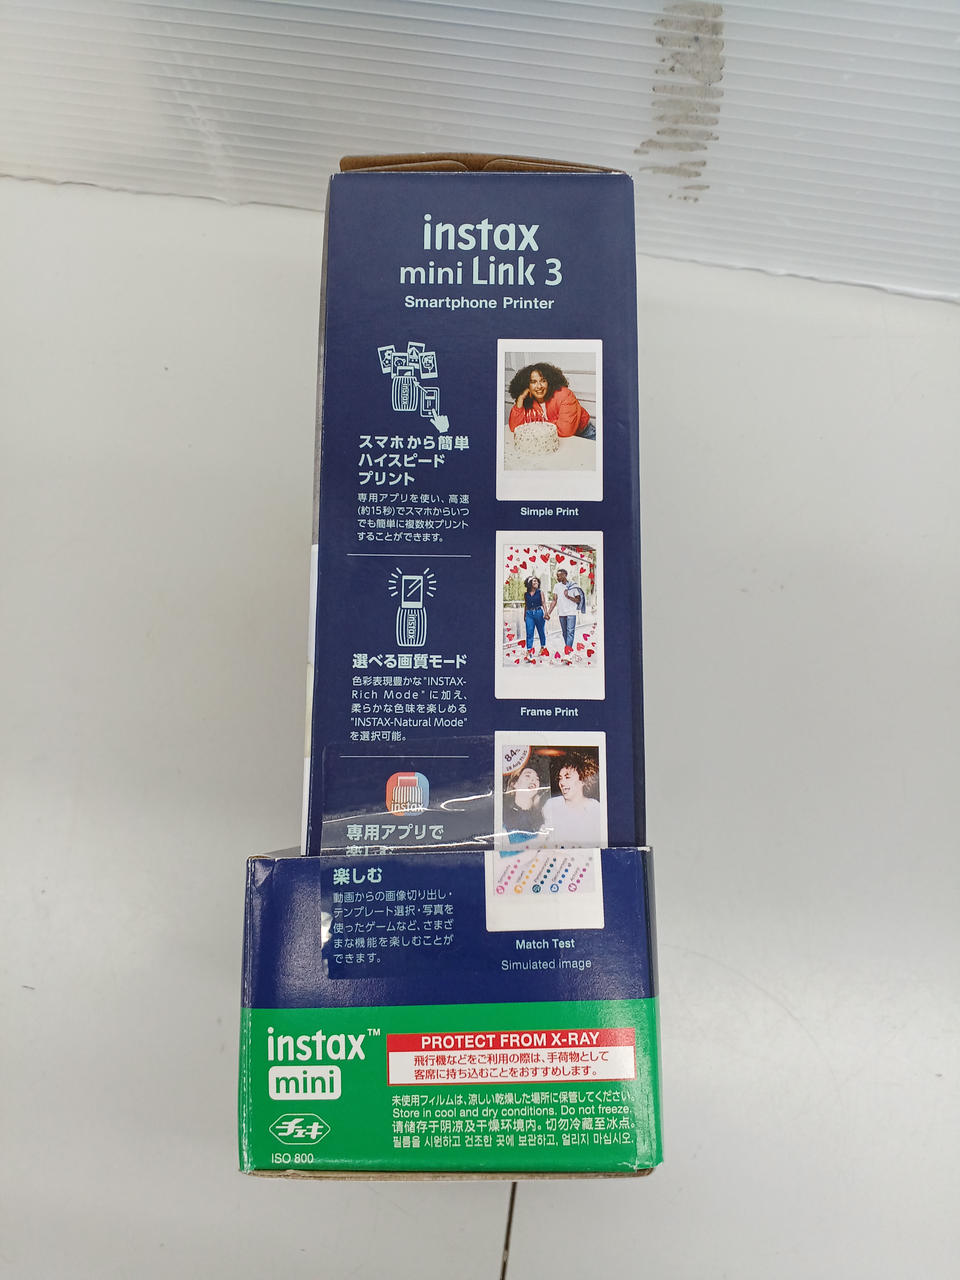 instax
mini Link 3
Smartphone Printer
instax
スマホから簡単
ハイスピード
プリント
専用アプリを使い、高速
(約15秒)でスマホからいつ
でも簡単に複数枚プリント
することができます。
Simple Print
instax
選べる画質モード
色彩表現豊かな"INSTAX-
Rich Mode"に加え、
柔らかな色味を楽しめる
"INSTAX-Natural Mode"
を選択可能。
Frame Print
instax
専用アプリで
楽しむ
楽しむ
動画からの画像切り出し・
テンプレート選択・写真を
使ったゲームなど、さまざ
まな機能を楽しむことが
できます。
84%
Match Test
Simulated image
instax™
mini
チェキ
ISO 800
PROTECT FROM X-RAY
飛行機などをご利用の際は、手荷物として
客席に持ち込むことをおすすめします。
未使用フィルムは、涼しい乾燥した場所に保管してください。
Store in cool and dry conditions. Do not freeze.
请储存于阴凉及干燥环境内。切勿冷藏至冰点。
필름을 시원하고 건조한 곳에 보관하고, 얼리지 마십시오.